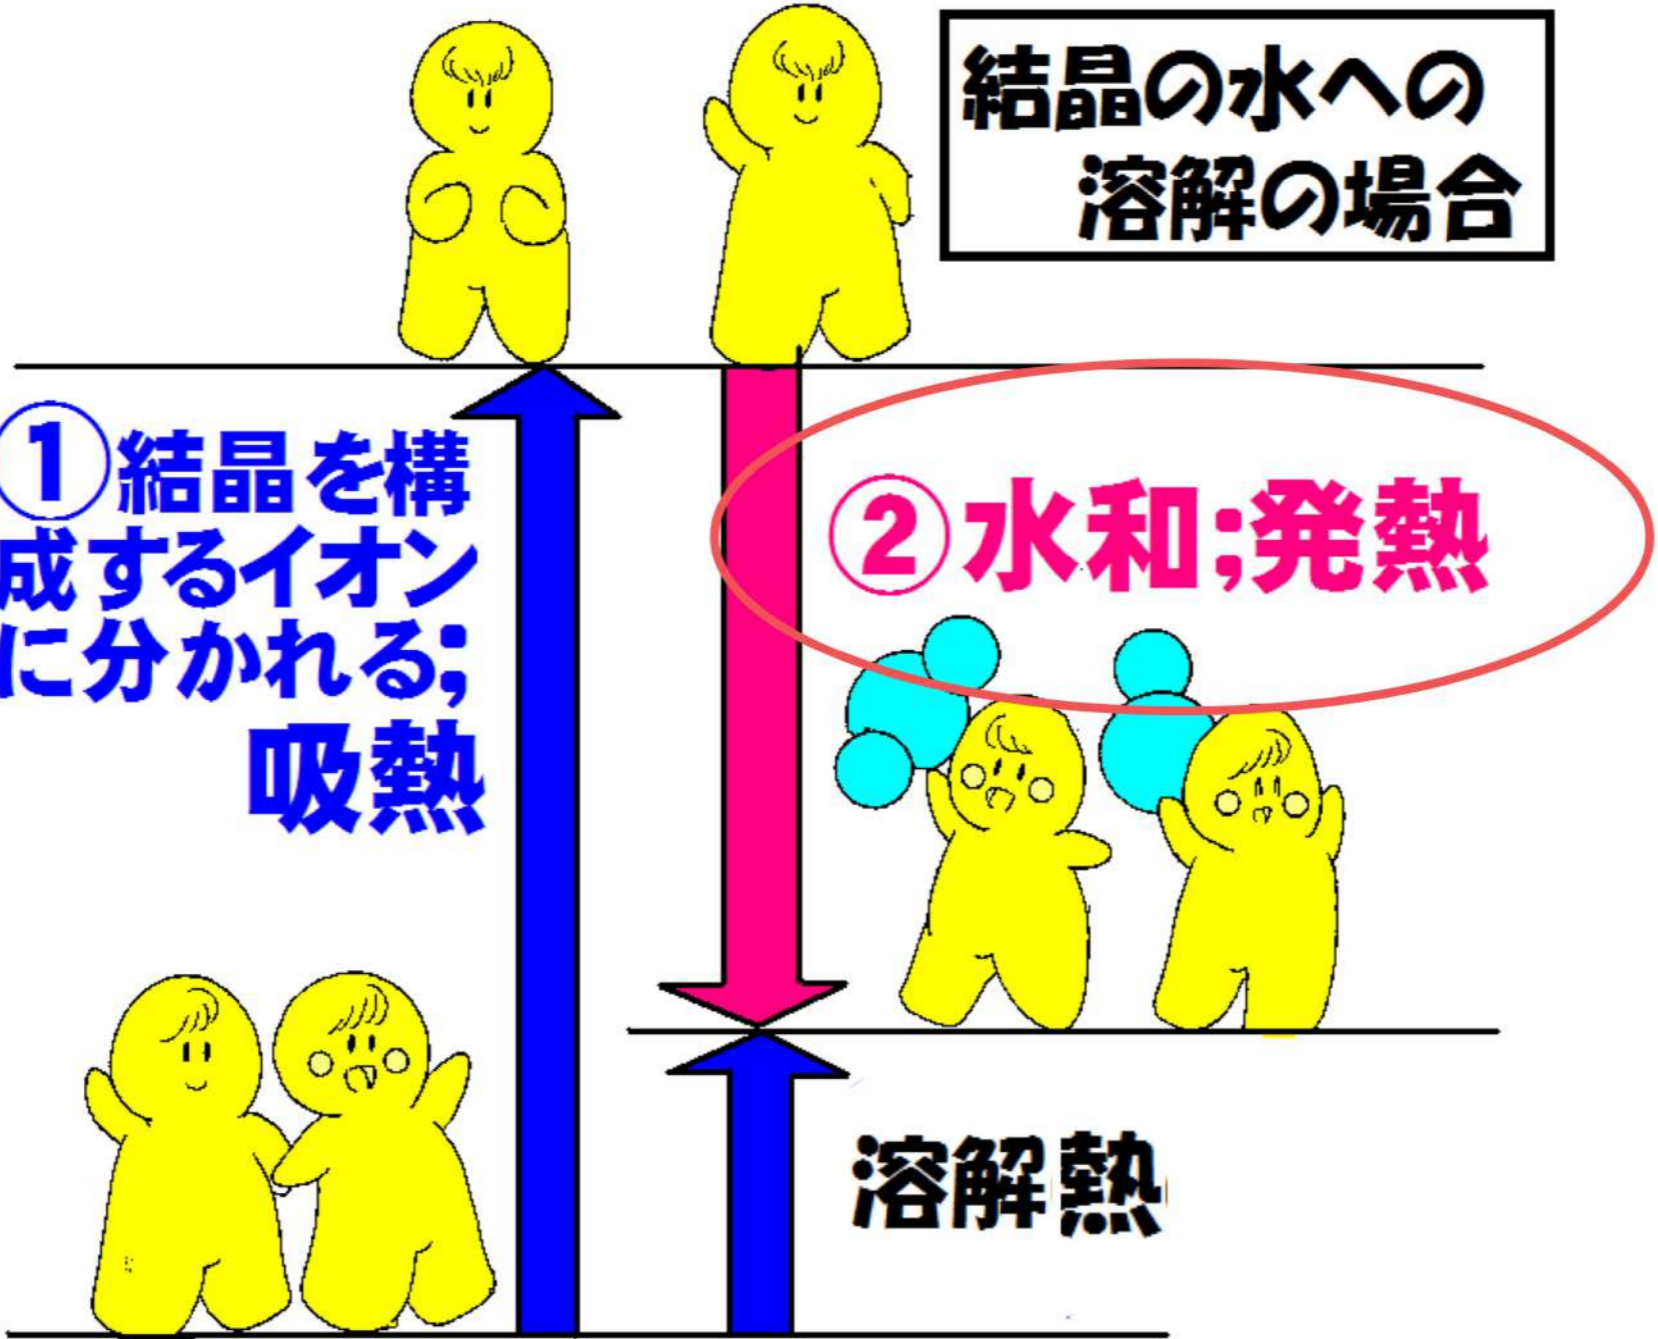 結晶の水への
溶解の場合
①結晶を構
成するイオン
に分かれる;
吸熱
②水和;発熱
溶解熱